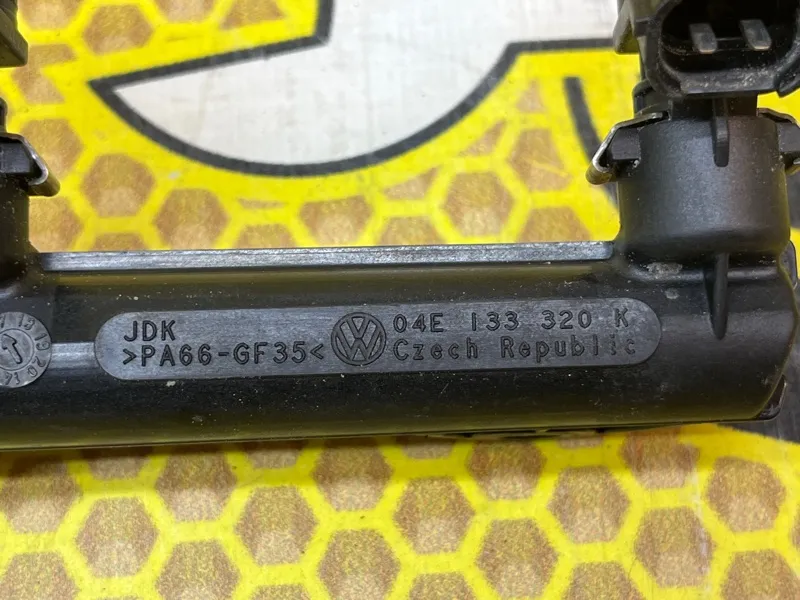 JDK
>PA66-GF35<
04E 133 320 K
Czech Republic